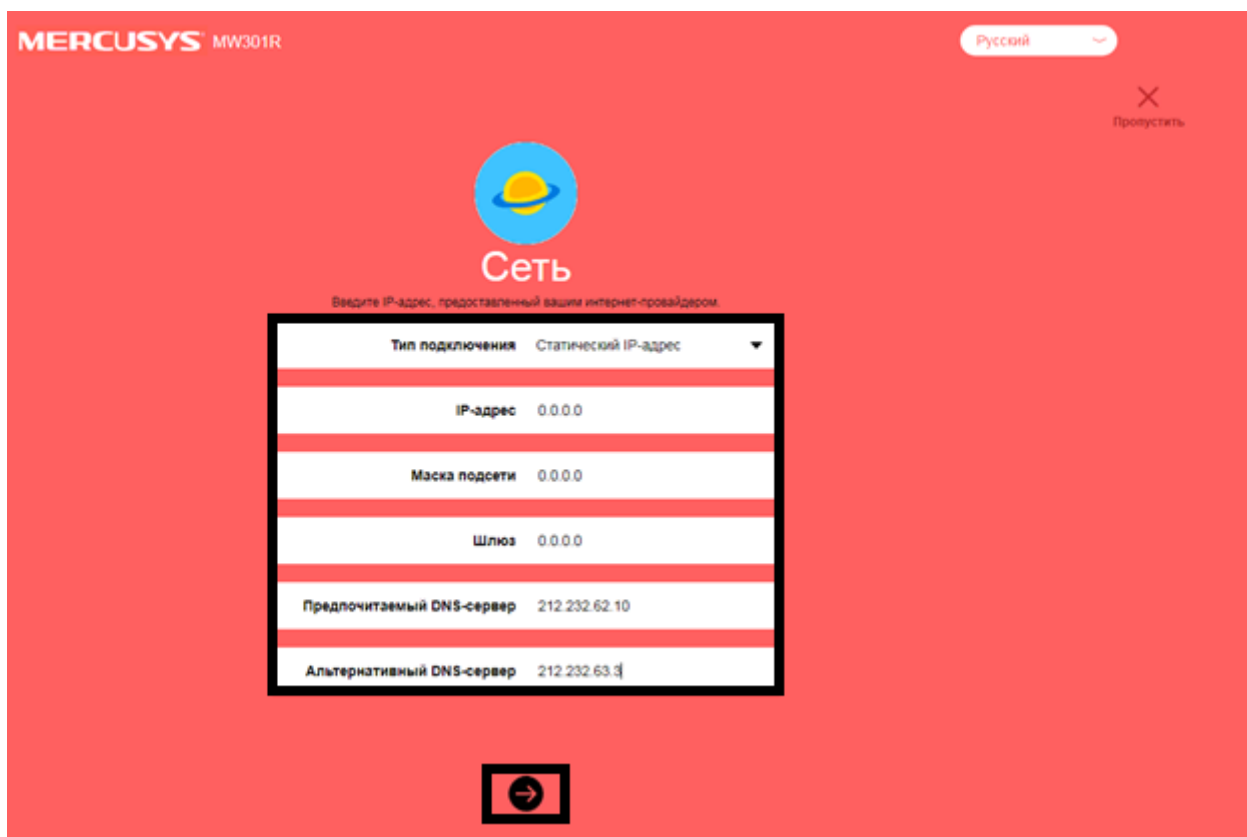 MERCUSYS MW301R
Русский
Пропустить
Сеть
Введите IP-адрес, предоставленный вашим интернет-провайдером.
Тип подключения Статический IP-адрес
IP-адрес 0.0.0.0
Маска подсети 0.0.0.0
Шлюз 0.0.0.0
Предпочитаемый DNS-сервер 212.232.62.10
Альтернативный DNS-сервер 212.232.63.3